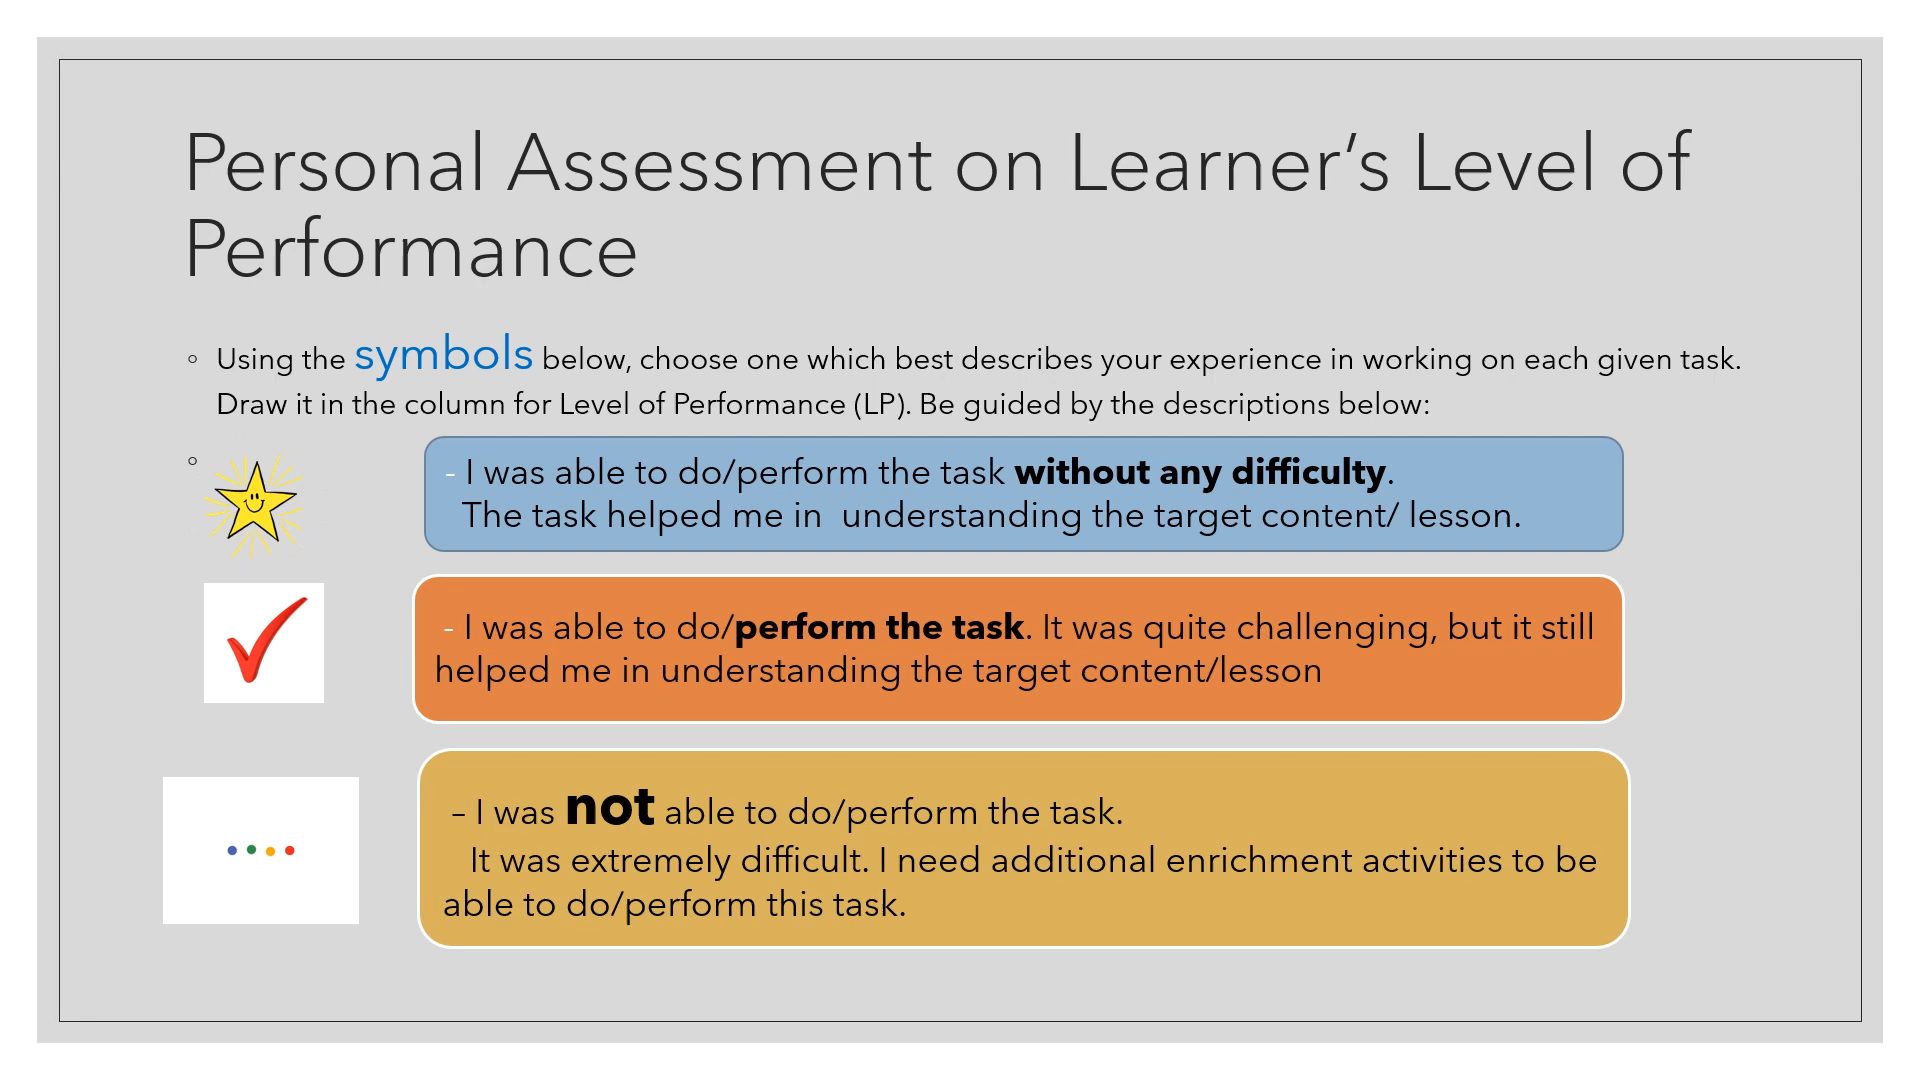 Personal Assessment on Learner’s Level of
Performance
◦ Using the symbols below, choose one which best describes your experience in working on each given task.
Draw it in the column for Level of Performance (LP). Be guided by the descriptions below:
◦
- I was able to do/perform the task without any difficulty.
The task helped me in  understanding the target content/ lesson.
- I was able to do/perform the task. It was quite challenging, but it still
helped me in understanding the target content/lesson
– I was not able to do/perform the task.
It was extremely difficult. I need additional enrichment activities to be
able to do/perform this task.